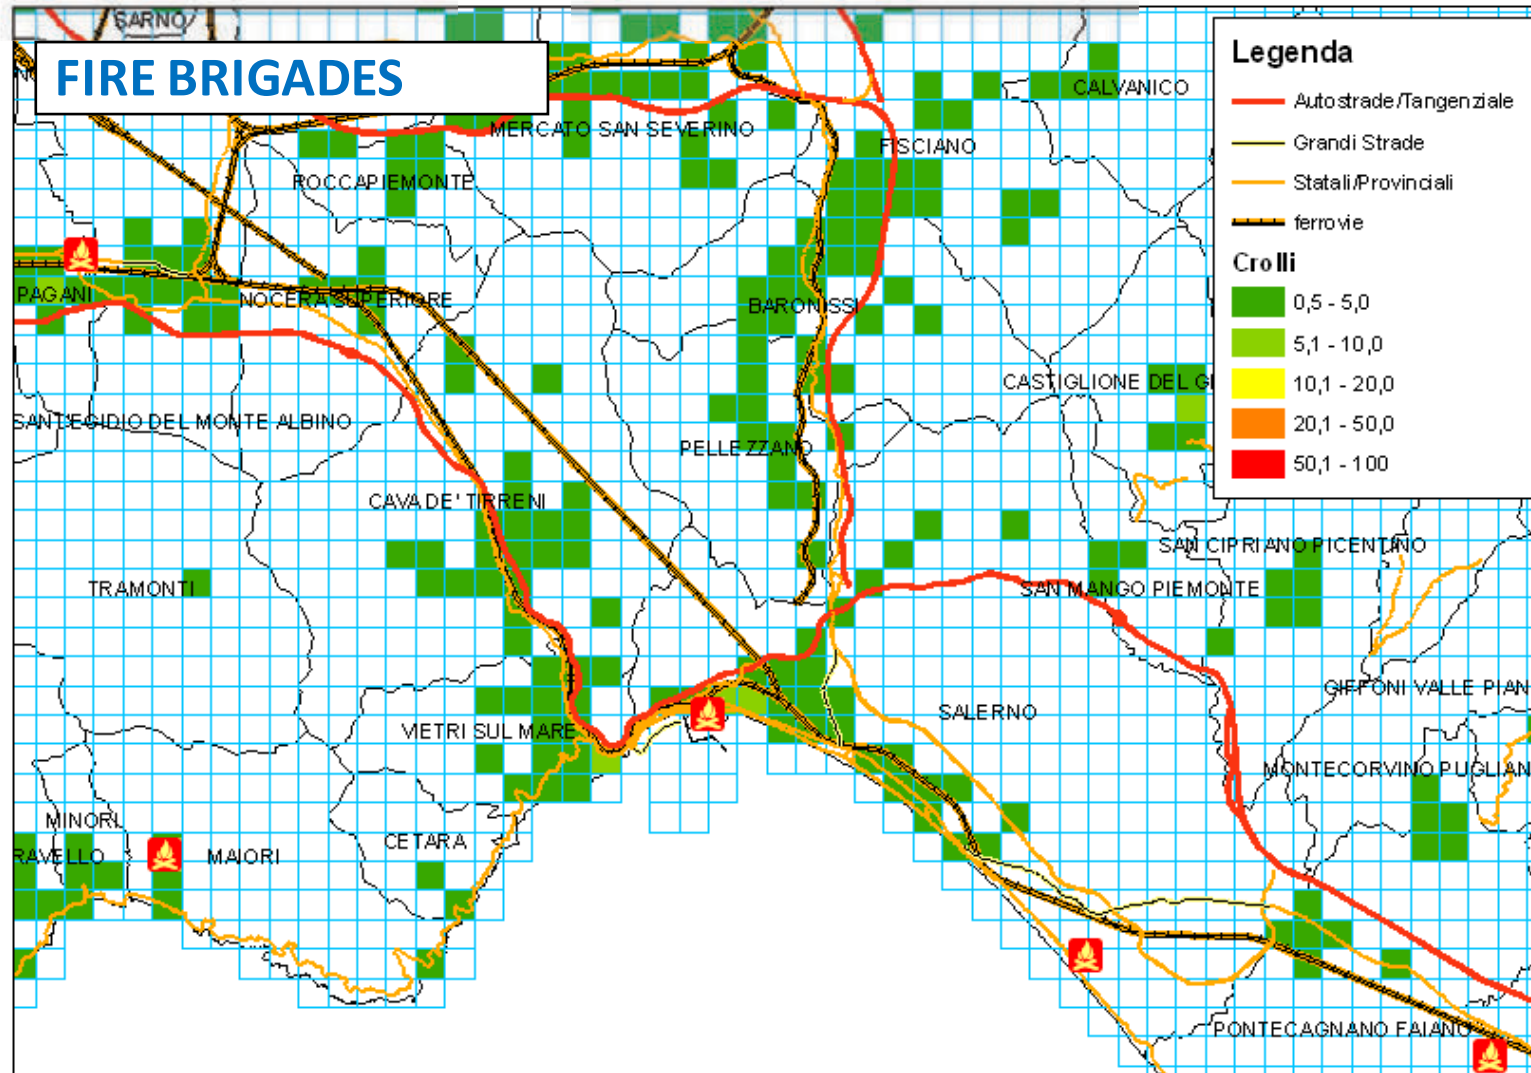 SARNO
FIRE BRIGADES
CALVANICO
MERCATO SAN SEVERINO
FISCIANO
ROCCAPIEMONTE
PAGANI
NOCERA SUPERIORE
BARONISSI
CASTIGLIONE DEL GI
SANT'EGIDIO DEL MONTE ALBINO
PELLEZZANO
CAVA DE' TIRRENI
SAN CIPRIANO PICENTINO
TRAMONTI
SAN MANGO PIEMONTE
GIFFONI VALLE PIAN
VIETRI SUL MARE
SALERNO
MONTECORVINO PUGLIAN
MINORI
CETARA
RAVELLO
MAIORI
PONTECAGNANO FAIANO
Legenda
Autostrade/Tangenziale
Grandi Strade
Statali/Provinciali
ferrovie
Crolli
0,5 - 5,0
5,1 - 10,0
10,1 - 20,0
20,1 - 50,0
50,1 - 100